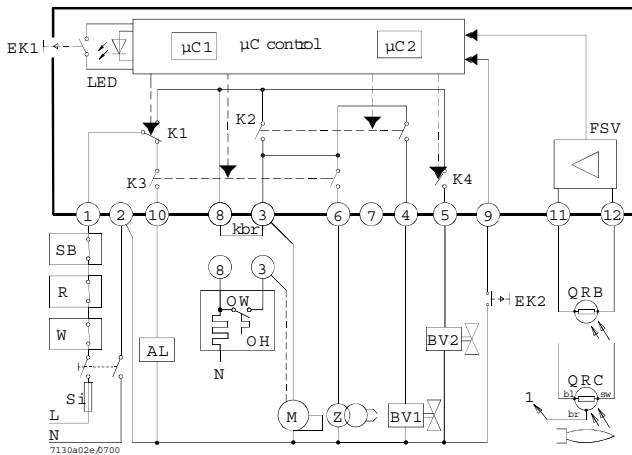 µC1
µC control
µC2
EK1
LED
FSV
K1
K2
K3
K4
1
2
10
8
3
6
7
4
5
9
11
12
kbr
SB
8
3
QRB
EK2
R
OW
W
OH
BV2
AL
N
QRC
bl
sw
Si
1
br
L
M
Z
BV1
N
7130a02e/0700